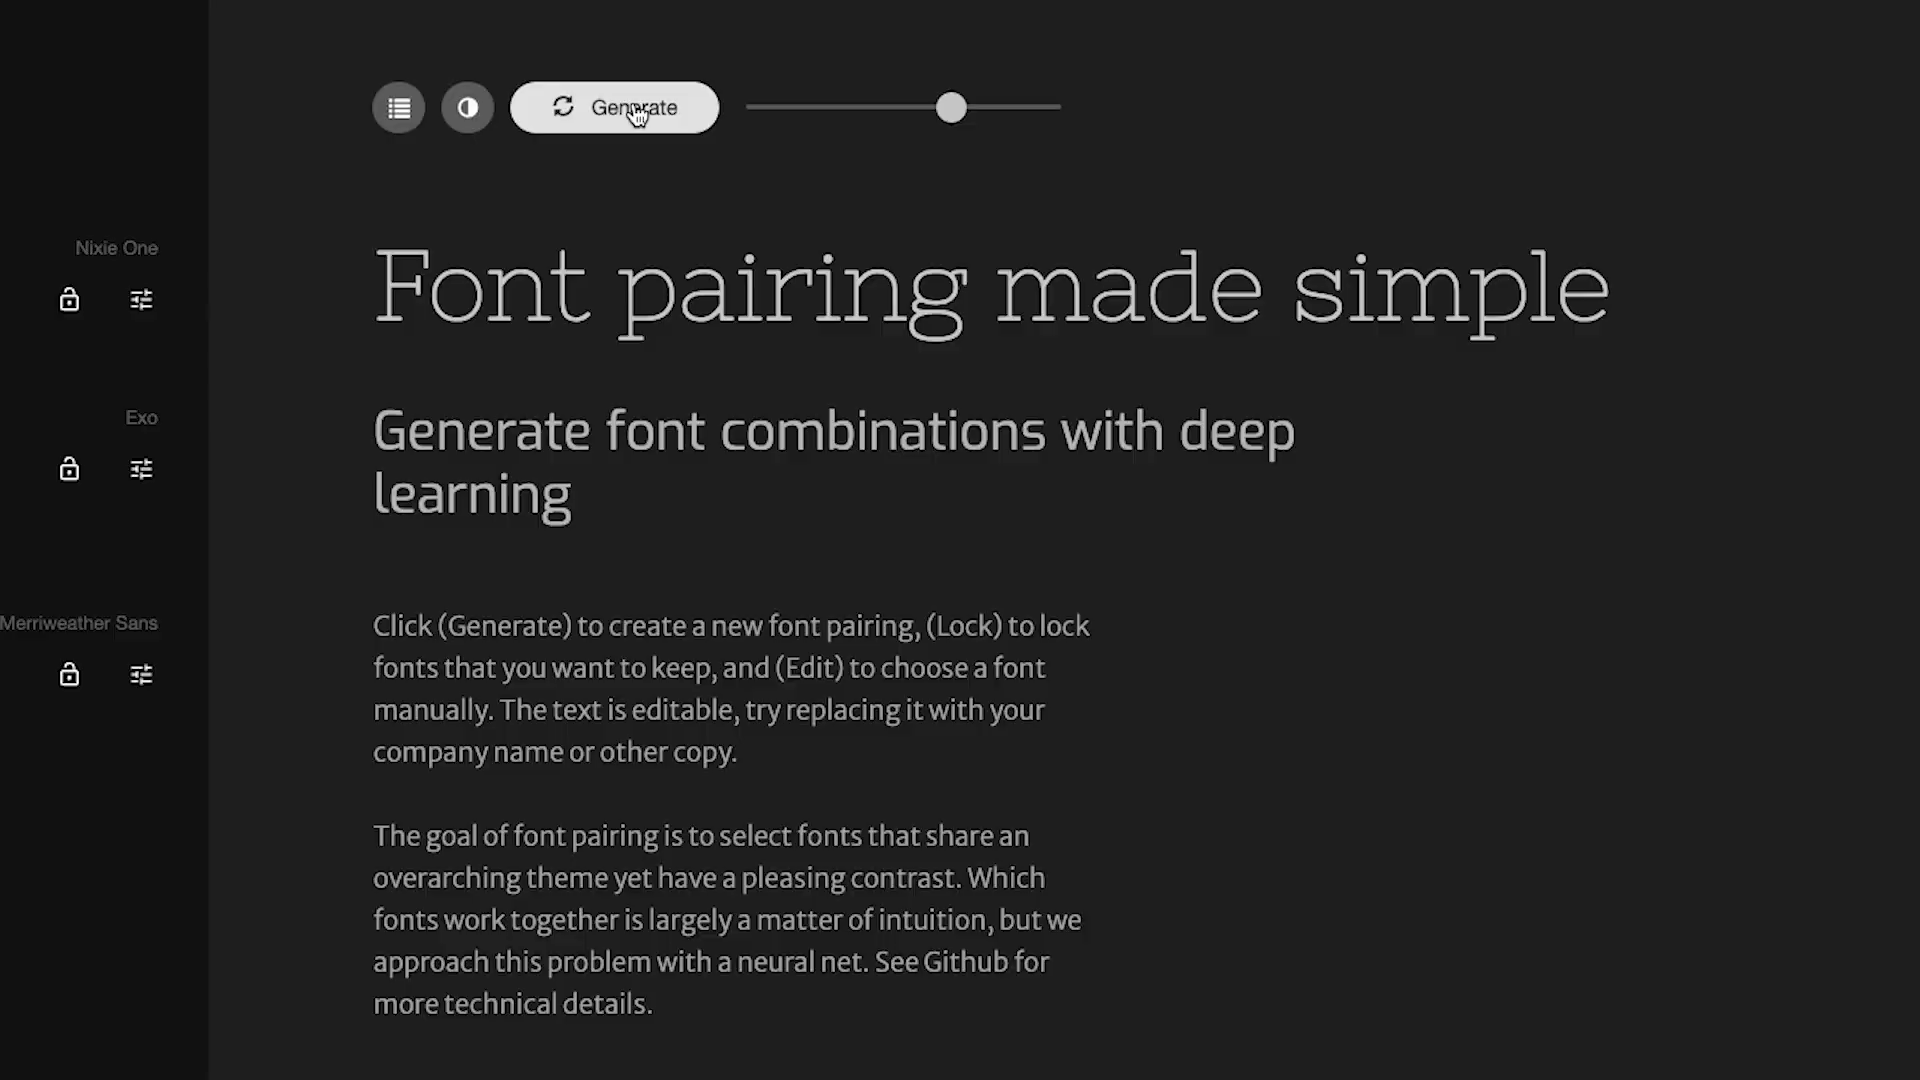 Generate
Nixie One
Font pairing made simple
Exo
Generate font combinations with deep
learning
Merriweather Sans
Click (Generate) to create a new font pairing, (Lock) to lock
fonts that you want to keep, and (Edit) to choose a font
manually. The text is editable, try replacing it with your
company name or other copy.
The goal of font pairing is to select fonts that share an
overarching theme yet have a pleasing contrast. Which
fonts work together is largely a matter of intuition, but we
approach this problem with a neural net. See Github for
more technical details.